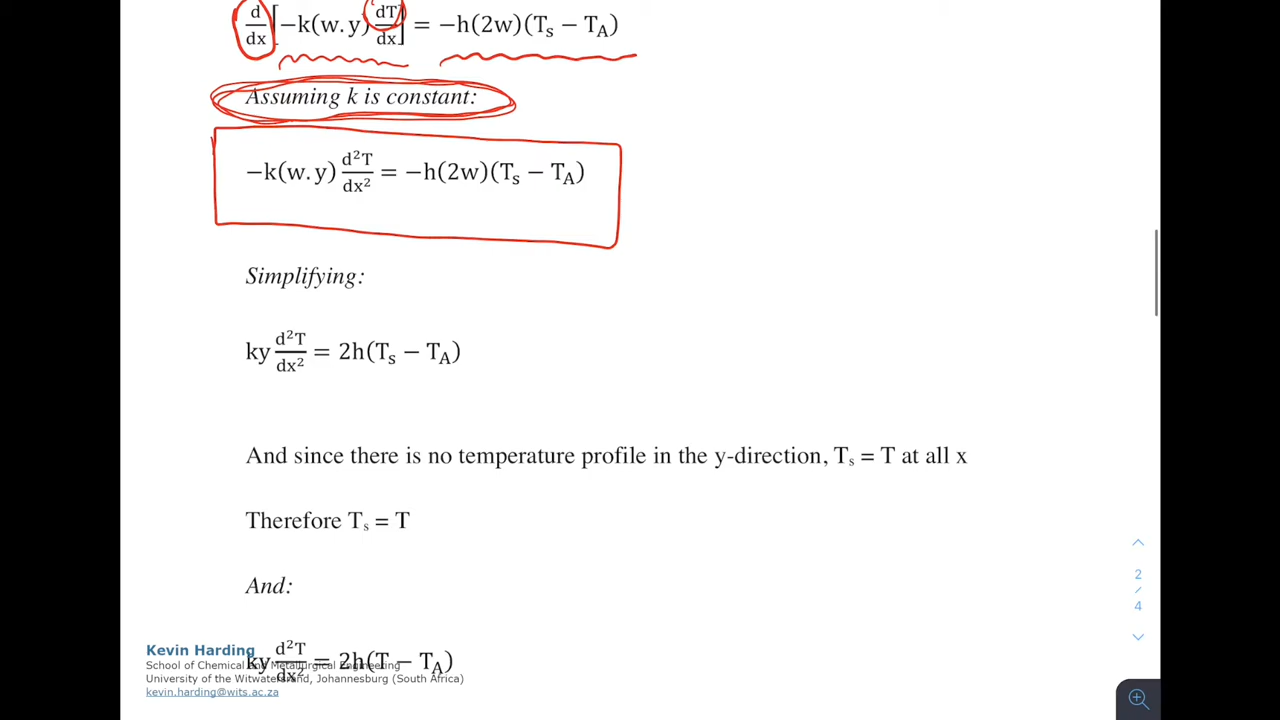 d/dx [−k(w.y) dT/dx] = −h(2w)(Tₛ − T_A)
Assuming k is constant:
−k(w.y) d²T/dx² = −h(2w)(Tₛ − T_A)
Simplifying:
ky d²T/dx² = 2h(Tₛ − T_A)
And since there is no temperature profile in the y-direction, Tₛ = T at all x
Therefore Tₛ = T
And:
ky d²T/dx² = 2h(T − T_A)
Kevin Harding
School of Chemical and Metallurgical Engineering
University of the Witwatersrand, Johannesburg (South Africa)
kevin.harding@wits.ac.za
2
/
4